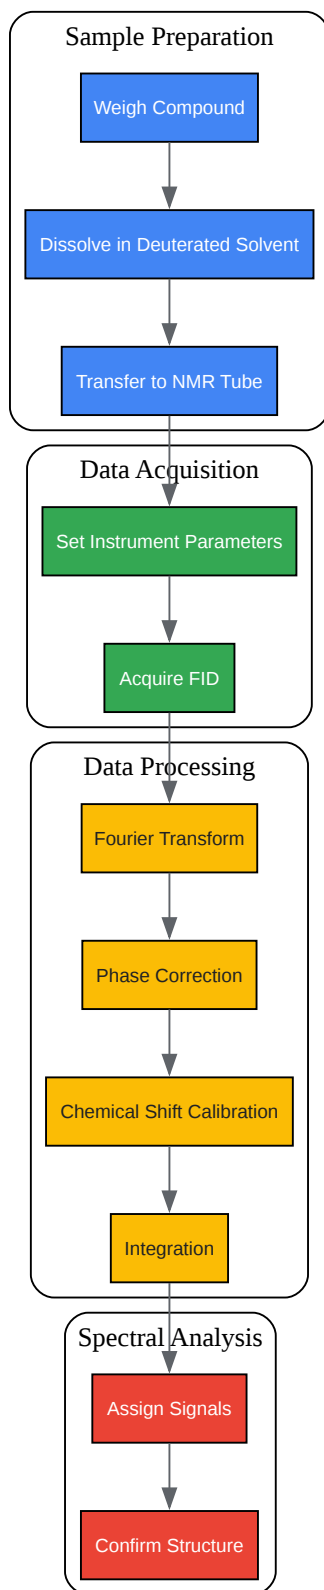 Sample Preparation
Weigh Compound
Dissolve in Deuterated Solvent
Transfer to NMR Tube
Data Acquisition
Set Instrument Parameters
Acquire FID
Data Processing
Fourier Transform
Phase Correction
Chemical Shift Calibration
Integration
Spectral Analysis
Assign Signals
Confirm Structure